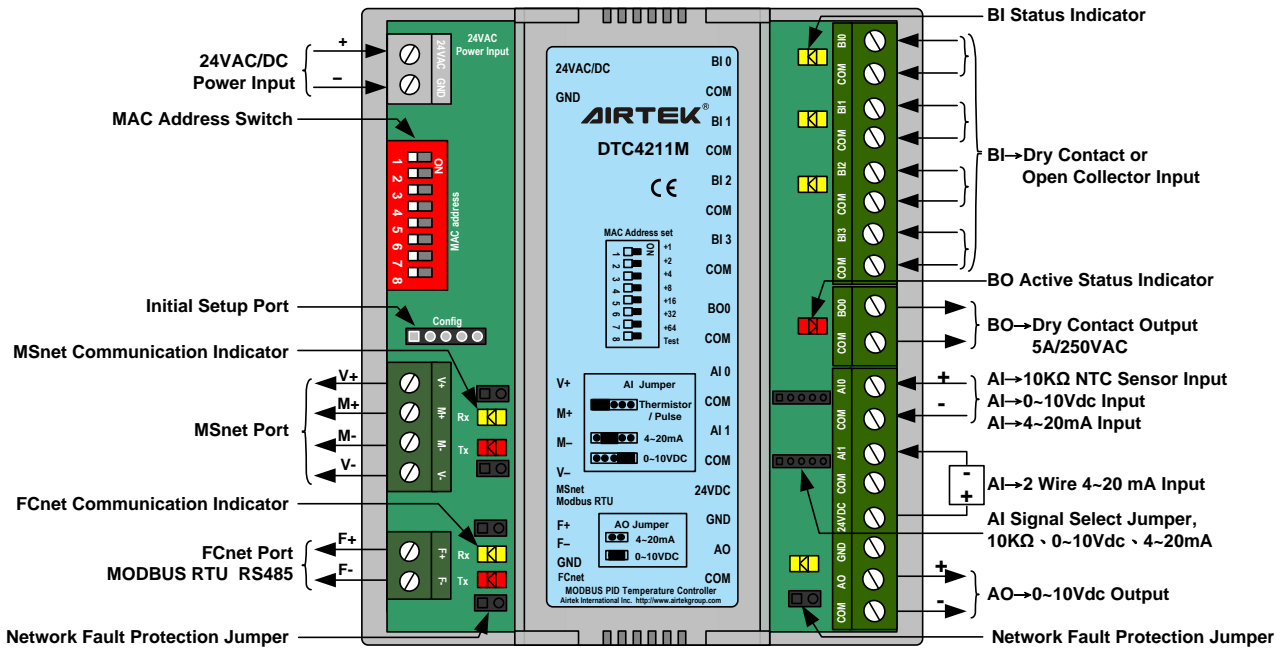 24VAC/DC
Power Input
+
−
MAC Address Switch
Initial Setup Port
MSnet Communication Indicator
V+
M+
M-
V-
MSnet Port
FCnet Communication Indicator
F+
F-
FCnet Port
MODBUS RTU RS485
Network Fault Protection Jumper
24VAC
GND
24VAC
Power Input
ON
1
2
3
4
5
6
7
8
MAC address
Config
V+
M+
M-
V-
Rx
Tx
F+
F-
Rx
Tx
24VAC/DC
GND
AIRTEK®
DTC4211M
CE
MAC Address set
ON
1
2
3
4
5
6
7
8
+1
+2
+4
+8
+16
+32
+64
Test
BI 0
COM
BI 1
COM
BI 2
COM
BI 3
COM
BO0
COM
AI 0
COM
AI 1
COM
24VDC
GND
AO
COM
V+
M+
M−
V−
MSnet
Modbus RTU
F+
F−
GND
FCnet
AI Jumper
Thermistor
/ Pulse
4~20mA
0~10VDC
AO Jumper
4~20mA
0~10VDC
MODBUS PID Temperature Controller
Airtek International Inc. http://www.airtekgroup.com
BI0
COM
BI1
COM
BI2
COM
BI3
COM
BO0
COM
AI0
COM
AI1
COM
24VDC
GND
AO
COM
BI Status Indicator
BI→Dry Contact or
Open Collector Input
BO Active Status Indicator
BO→Dry Contact Output
5A/250VAC
+
-
AI→10KΩ NTC Sensor Input
AI→0~10Vdc Input
AI→4~20mA Input
-
+
AI→2 Wire 4~20 mA Input
AI Signal Select Jumper,
10KΩ、0~10Vdc、4~20mA
+
-
AO→0~10Vdc Output
Network Fault Protection Jumper